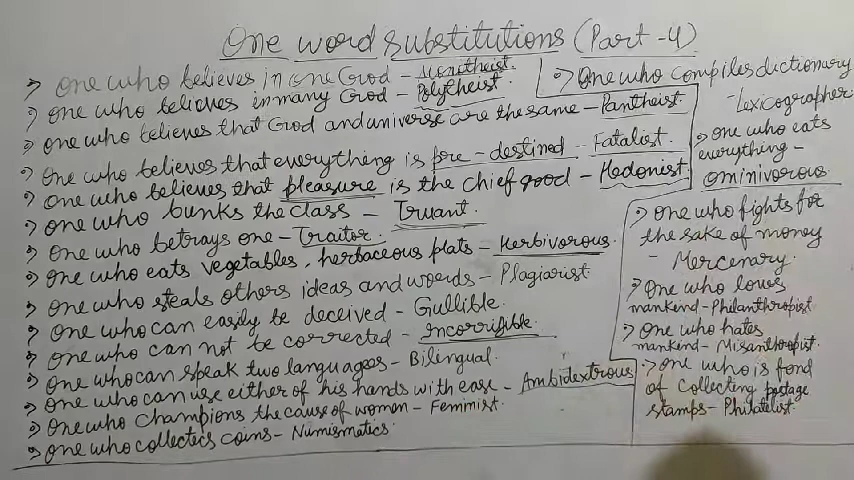 One word substitutions (Part-4)
→ One who believes in one God - Monotheist.
→ one who believes in many God - Polytheist.
→ one who believes that God and universe are the same - Pantheist.
→ one who believes that everything is pre-destined - Fatalist.
→ one who believes that pleasure is the chief good - Hedonist.
→ one who bunks the class - Truant.
→ one who betrays one - Traitor.
→ one who eats vegetables, herbaceous plats - Herbivorous.
→ one who steals others ideas and words - Plagiarist.
→ one who can easily be deceived - Gullible.
→ one who can not be corrected - Incorrifible.
→ one who can speak two languages - Bilingual.
→ one who can use either of his hands with ease - Ambidextrous
→ one who champions the cause of women - Feminist.
→ one who collects coins - Numismatics.
→ one who compiles dictionary
- Lexicographer.
→ one who eats
everything -
ominivorous.
→ one who fights for
the sake of money
- Mercenary.
→ one who loves
mankind - Philanthropist
→ one who hates
mankind - Misanthropist.
→ one who is fond
of collecting postage
stamps - Philatelist.